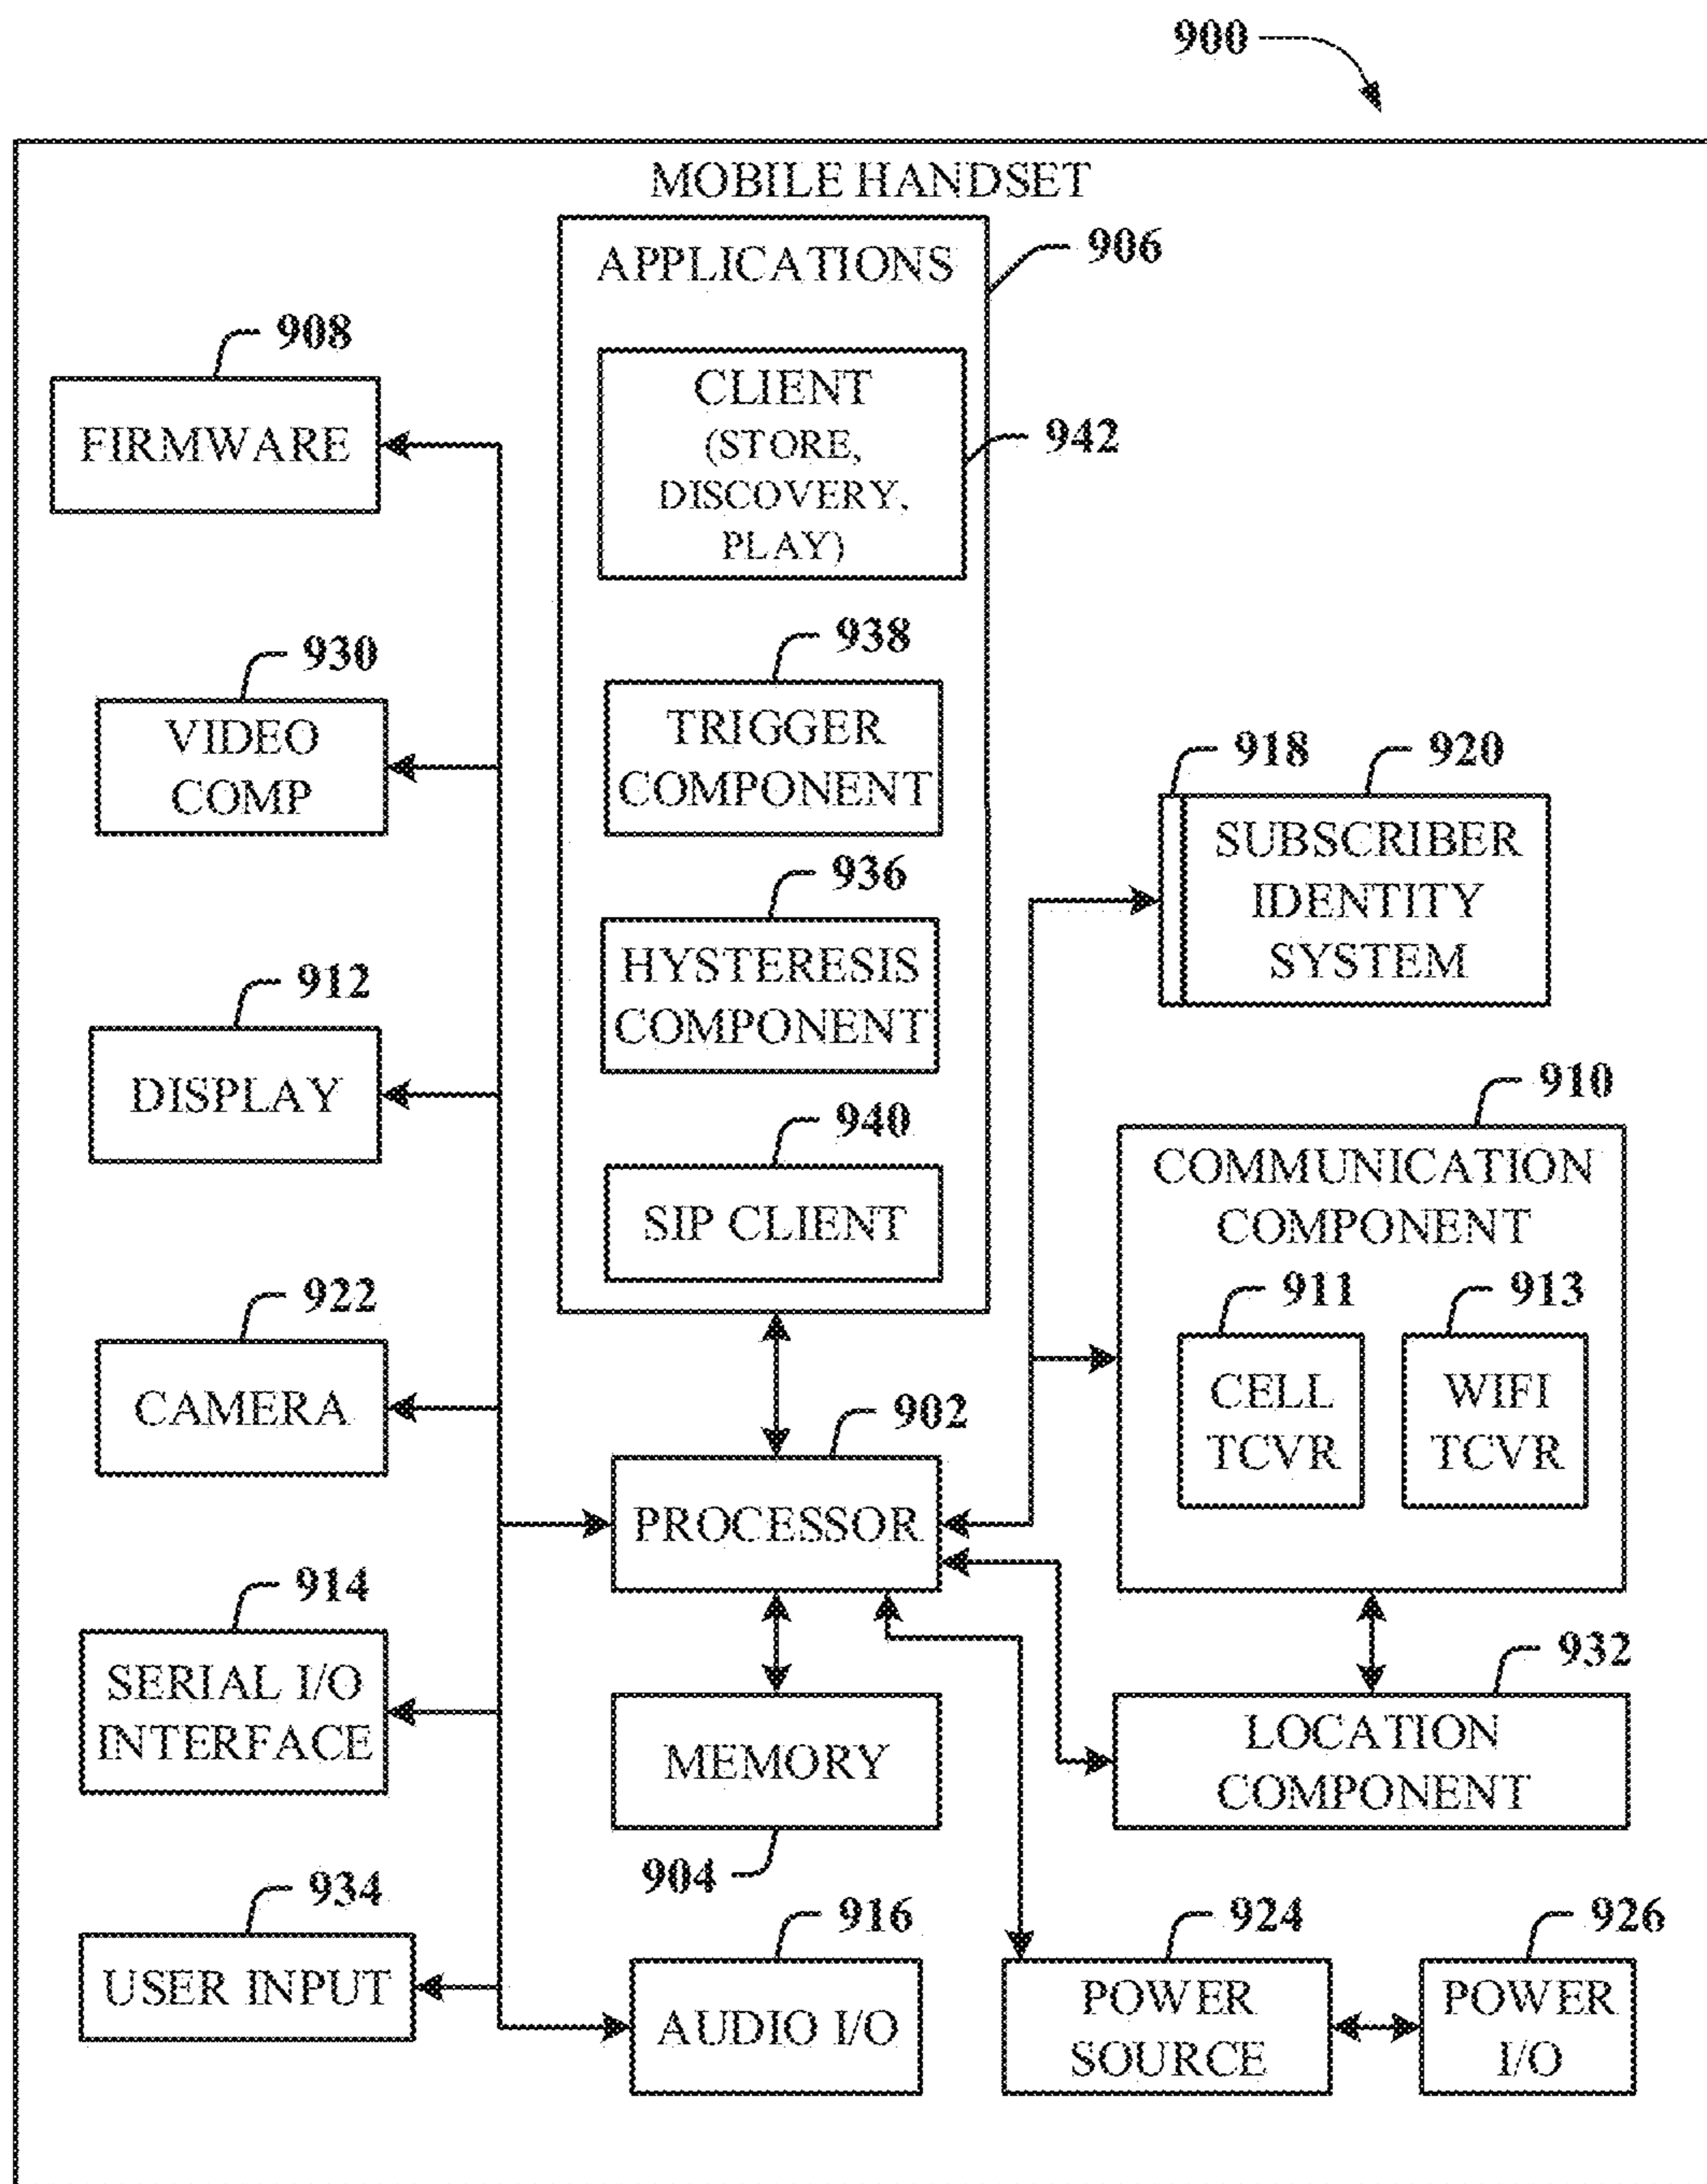 900
MOBILE HANDSET
APPLICATIONS
906
CLIENT
(STORE,
DISCOVERY,
PLAY)
942
938
TRIGGER
COMPONENT
936
HYSTERESIS
COMPONENT
940
SIP CLIENT
908
FIRMWARE
930
VIDEO
COMP
912
DISPLAY
922
CAMERA
914
SERIAL I/O
INTERFACE
934
USER INPUT
902
PROCESSOR
MEMORY
904
916
AUDIO I/O
918
920
SUBSCRIBER
IDENTITY
SYSTEM
910
COMMUNICATION
COMPONENT
911
CELL
TCVR
913
WIFI
TCVR
932
LOCATION
COMPONENT
924
POWER
SOURCE
926
POWER
I/O